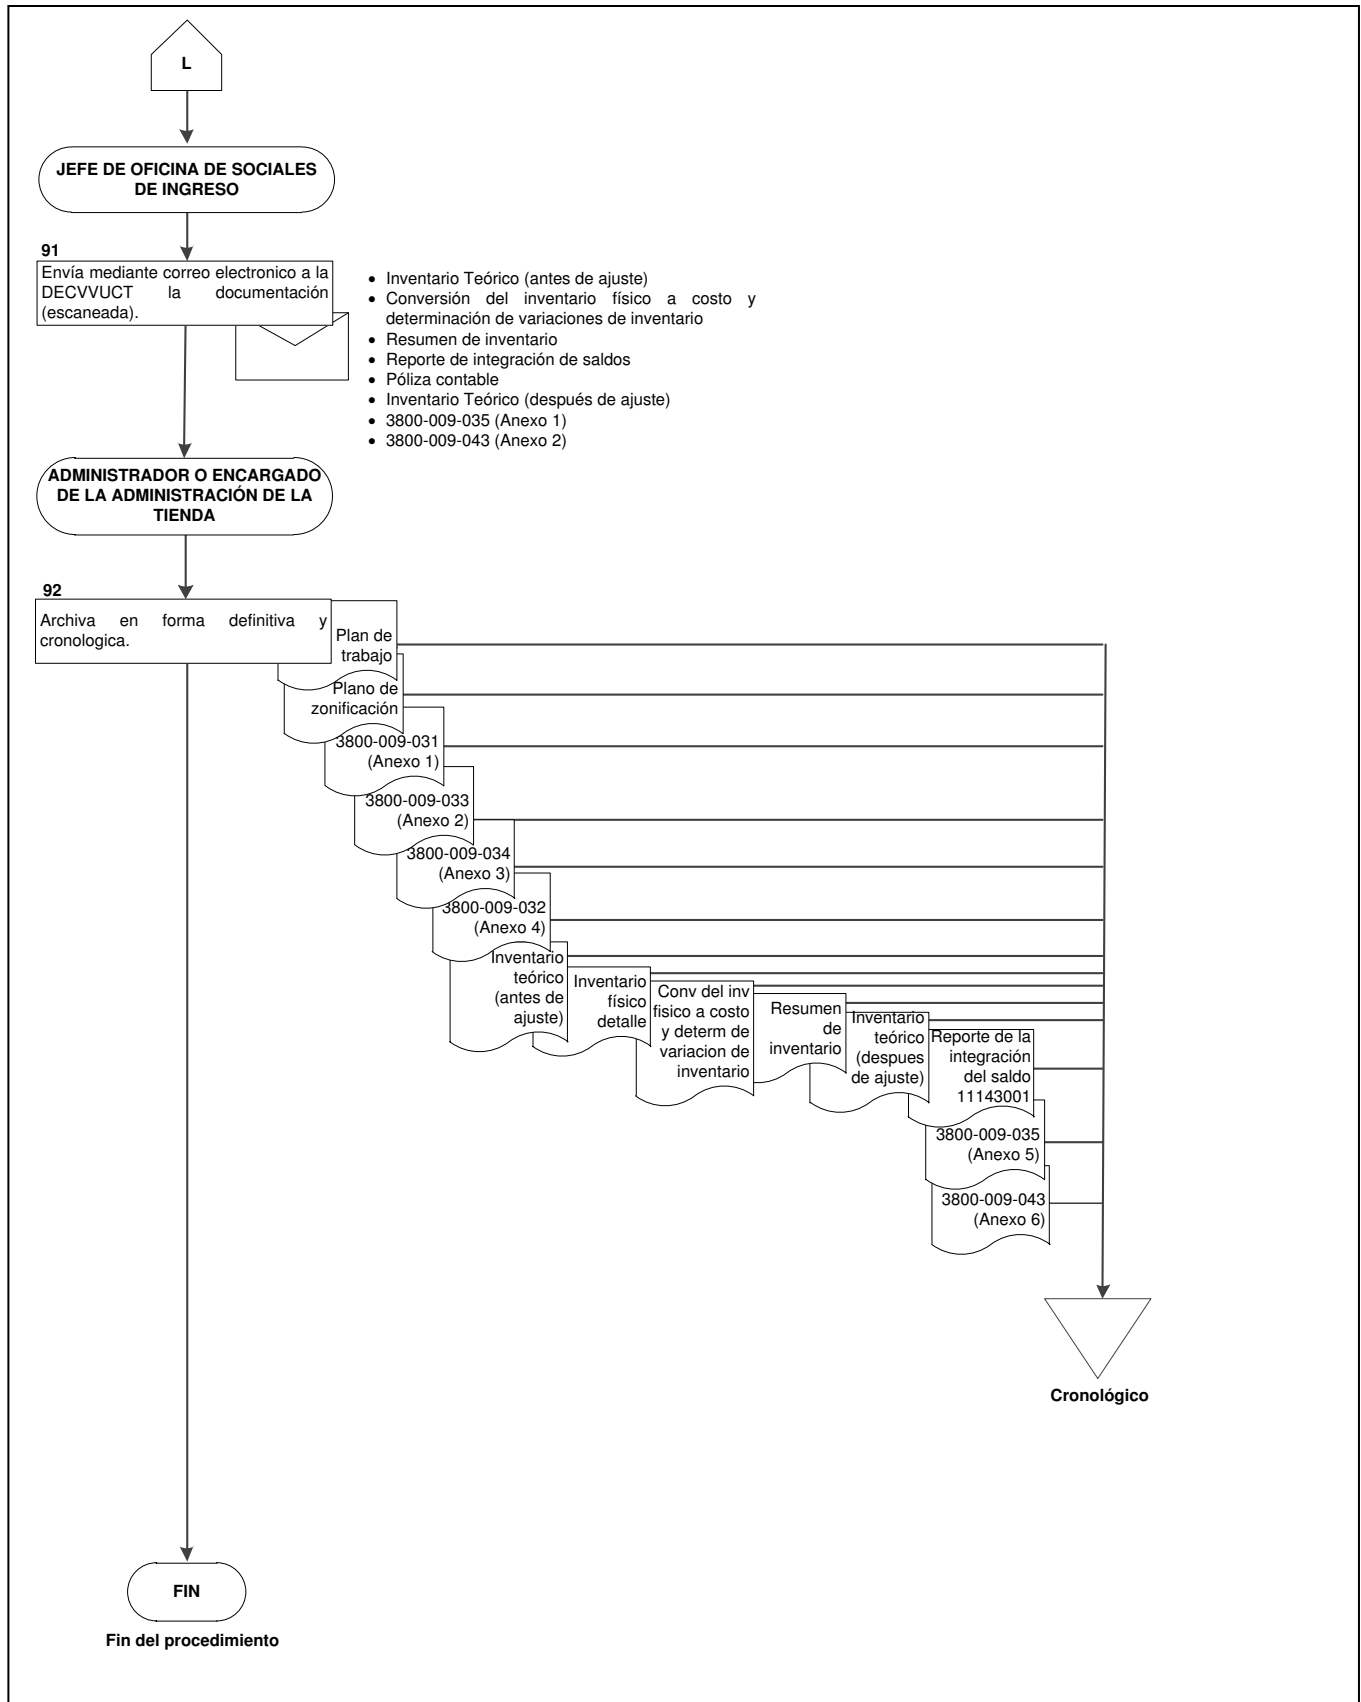 L
JEFE DE OFICINA DE SOCIALES
DE INGRESO
91
Envía mediante correo electronico a la
DECVVUCT la documentación
(escaneada).
• Inventario Teórico (antes de ajuste)
• Conversión del inventario físico a costo y
determinación de variaciones de inventario
• Resumen de inventario
• Reporte de integración de saldos
• Póliza contable
• Inventario Teórico (después de ajuste)
• 3800-009-035 (Anexo 1)
• 3800-009-043 (Anexo 2)
ADMINISTRADOR O ENCARGADO
DE LA ADMINISTRACIÓN DE LA
TIENDA
92
Archiva en forma definitiva y
cronologica.
Plan de
trabajo
Plano de
zonificación
3800-009-031
(Anexo 1)
3800-009-033
(Anexo 2)
3800-009-034
(Anexo 3)
3800-009-032
(Anexo 4)
Inventario
teórico
(antes de
ajuste)
Inventario
físico
detalle
Conv del inv
fisico a costo
y determ de
variacion de
inventario
Resumen
de
inventario
Inventario
teórico
(despues
de ajuste)
Reporte de la
integración
del saldo
11143001
3800-009-035
(Anexo 5)
3800-009-043
(Anexo 6)
Cronológico
FIN
Fin del procedimiento